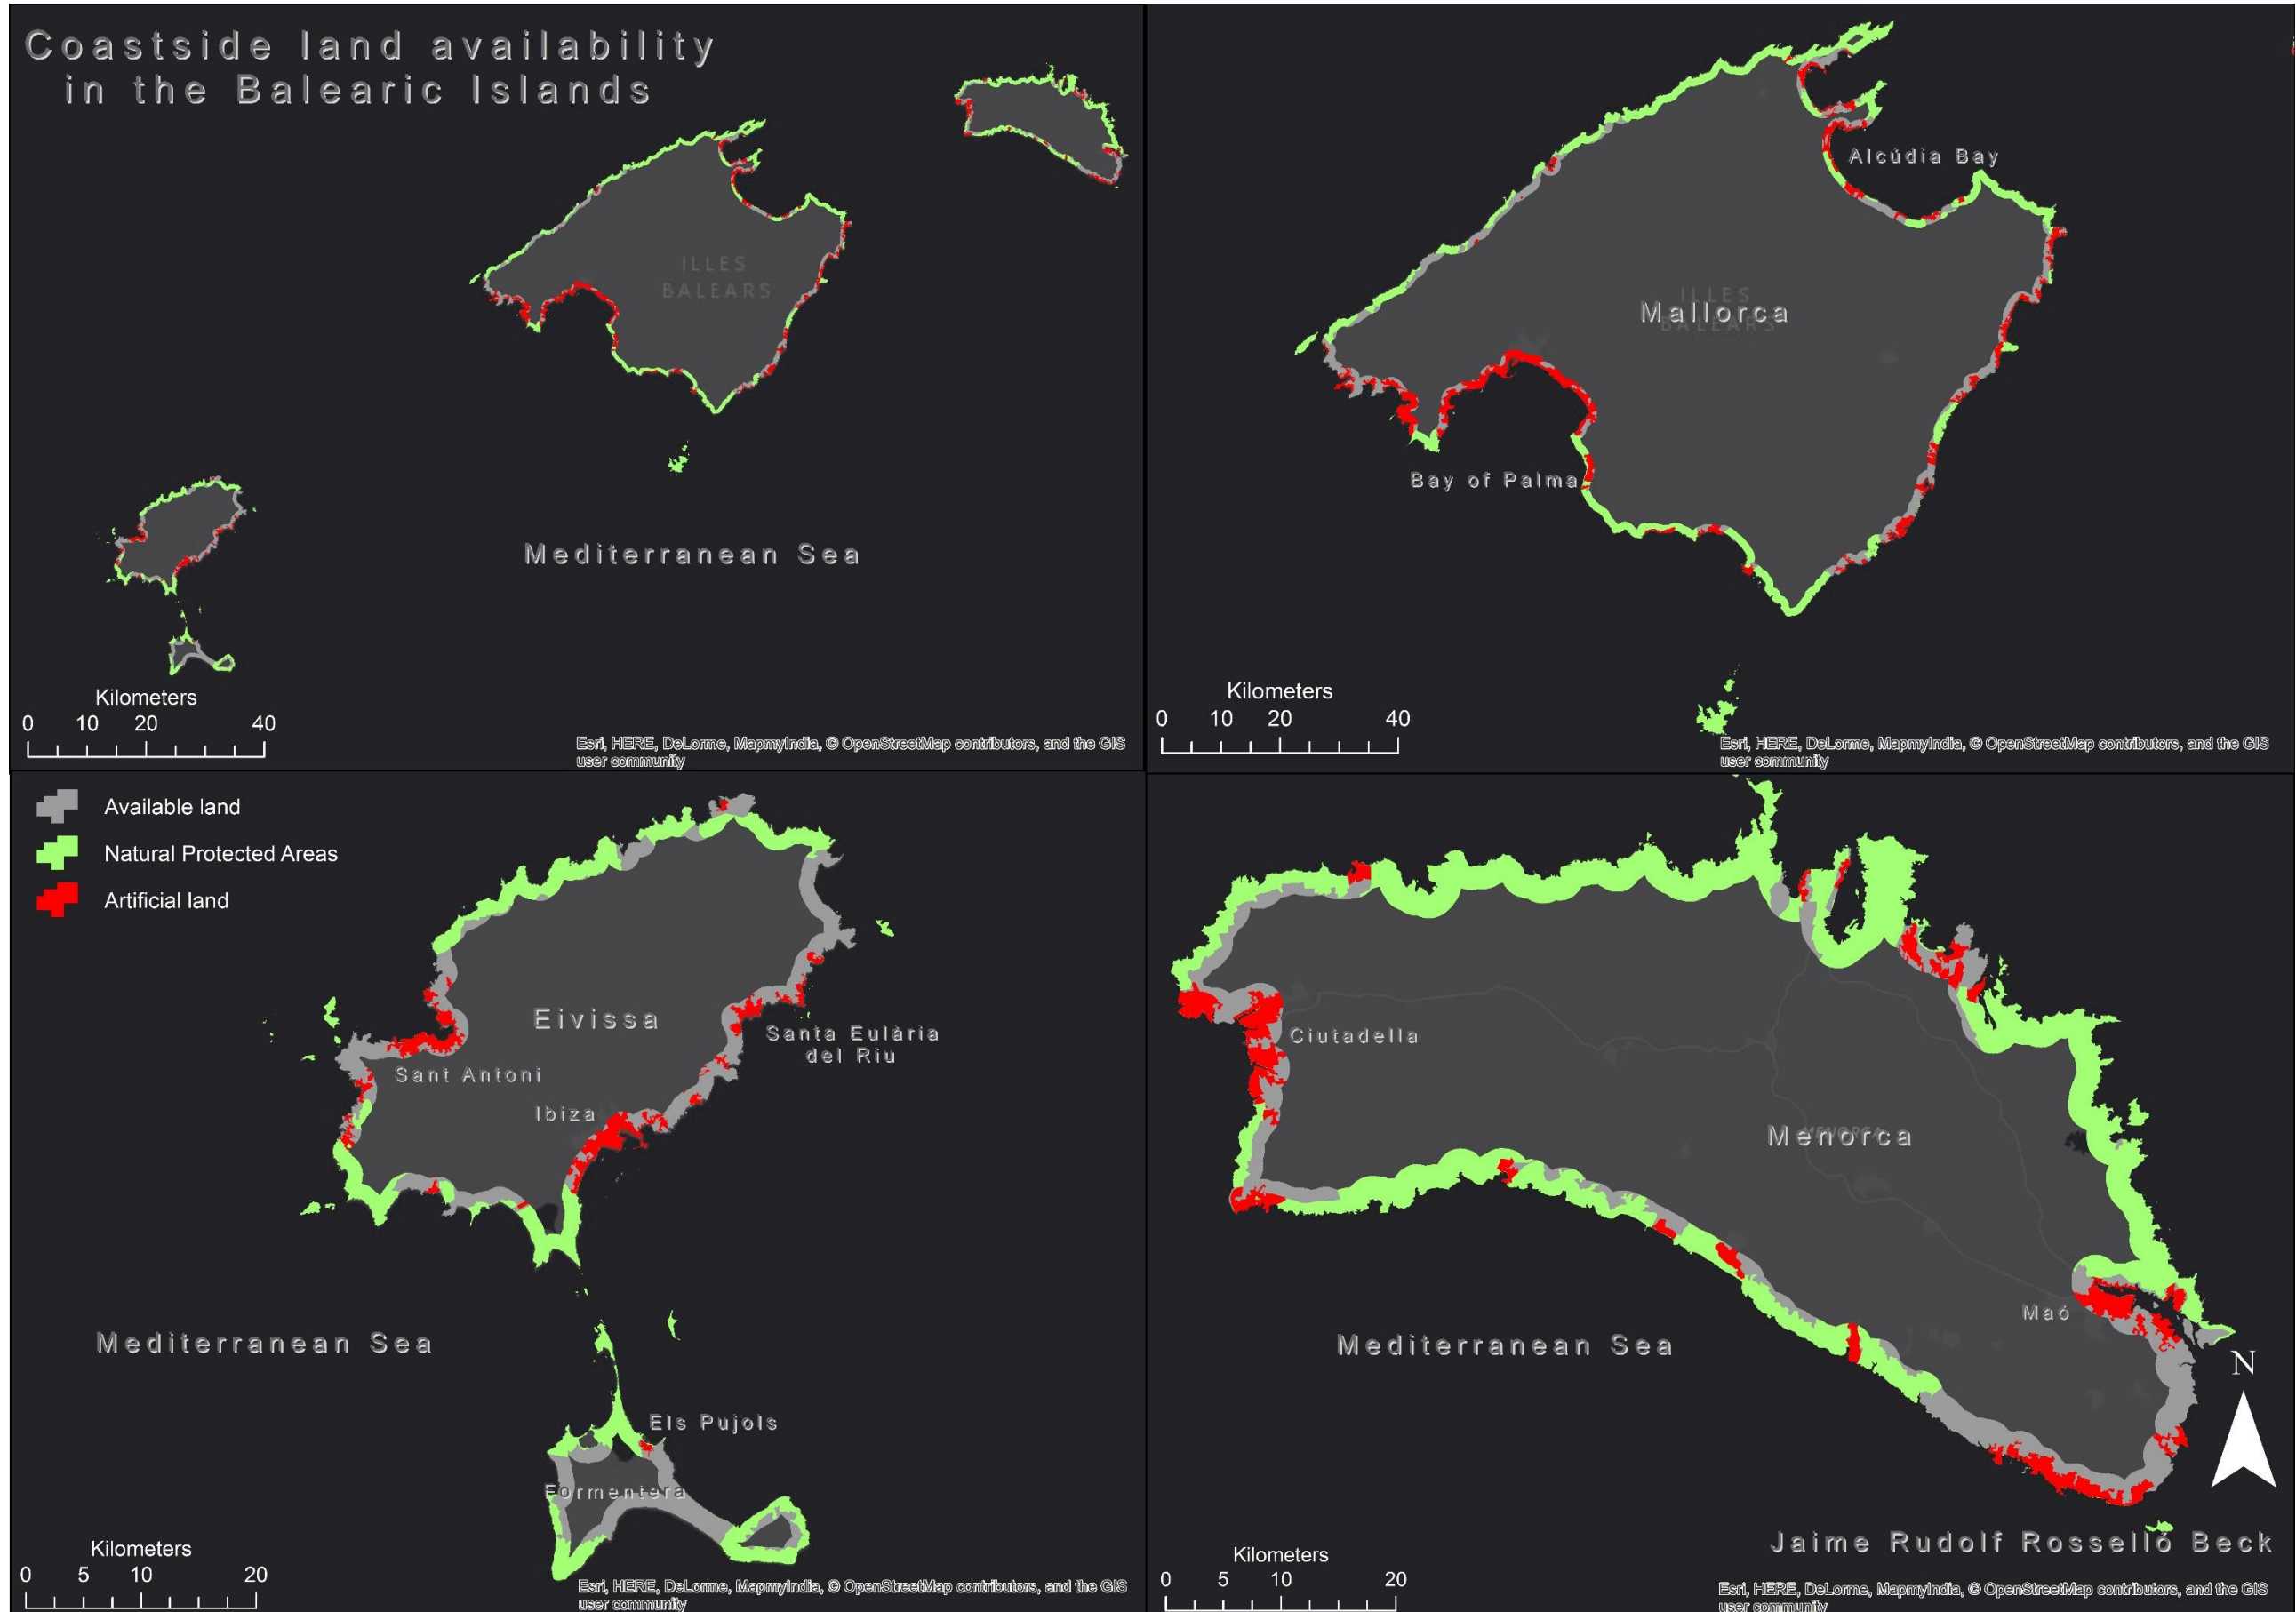 Coastside land availability
in the Balearic Islands
ILLES
BALEARS
Mediterranean Sea
Kilometers
0 10 20 40
Esri, HERE, DeLorme, MapmyIndia, © OpenStreetMap contributors, and the GIS
user community
Alcúdia Bay
ILLES
Mallorca
BALEARS
Bay of Palma
Kilometers
0 10 20 40
Esri, HERE, DeLorme, MapmyIndia, © OpenStreetMap contributors, and the GIS
user community
Available land
Natural Protected Areas
Artificial land
Eivissa
Santa Eulària
del Riu
Sant Antoni
Ibiza
Mediterranean Sea
Els Pujols
Formentera
Kilometers
0 5 10 20
Esri, HERE, DeLorme, MapmyIndia, © OpenStreetMap contributors, and the GIS
user community
Ciutadella
Menorca
MENORCA
Maó
Mediterranean Sea
N
Jaime Rudolf Rosselló Beck
Kilometers
0 5 10 20
Esri, HERE, DeLorme, MapmyIndia, © OpenStreetMap contributors, and the GIS
user community